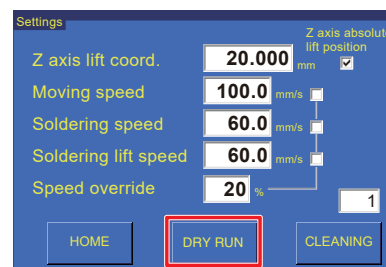 Settings
Z axis absolute
lift position
Z axis lift coord. 20.000 mm
Moving speed 100.0 mm/s
Soldering speed 60.0 mm/s
Soldering lift speed 60.0 mm/s
Speed override 20 %
1
HOME DRY RUN CLEANING